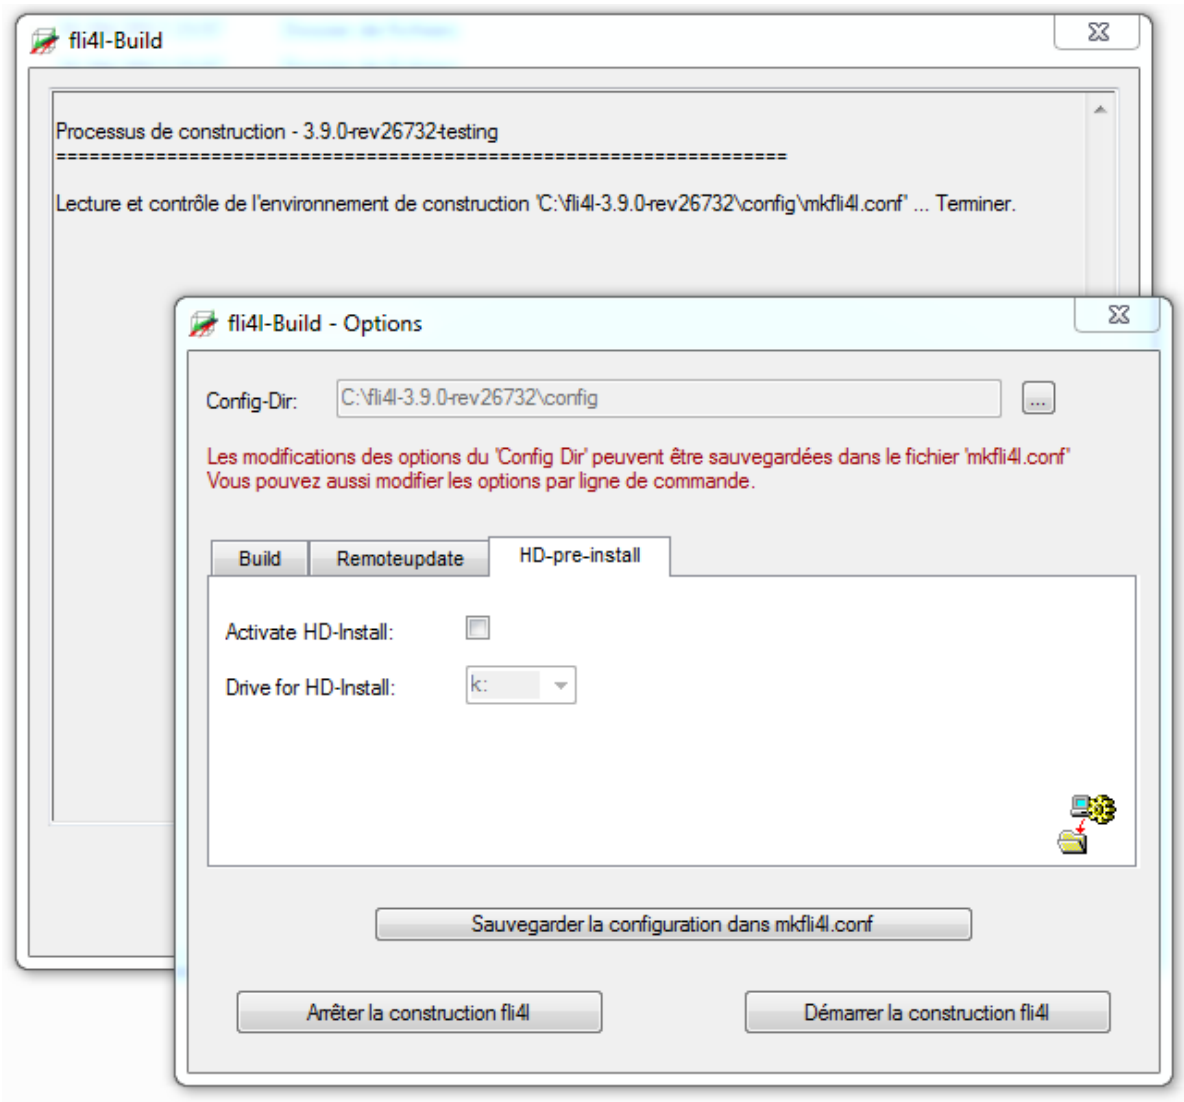 fli4l-Build
Processus de construction - 3.9.0-rev26732-testing
==================================================================
Lecture et contrôle de l'environnement de construction 'C:\fli4l-3.9.0-rev26732\config\mkfli4l.conf' ... Terminer.
fli4l-Build - Options
Config-Dir: C:\fli4l-3.9.0-rev26732\config ...
Les modifications des options du 'Config Dir' peuvent être sauvegardées dans le fichier 'mkfli4l.conf'
Vous pouvez aussi modifier les options par ligne de commande.
Build Remoteupdate HD-pre-install
Activate HD-Install:
Drive for HD-Install: k:
Sauvegarder la configuration dans mkfli4l.conf
Arrêter la construction fli4l Démarrer la construction fli4l